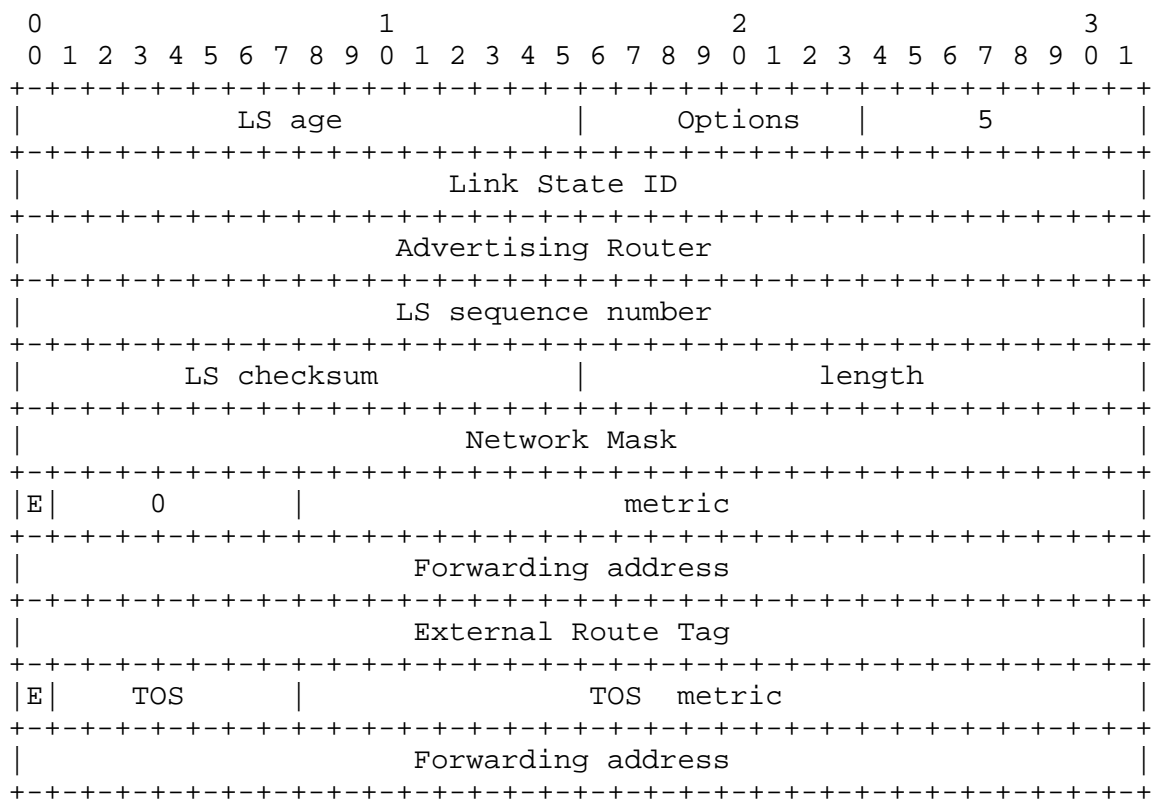 0                   1                   2                   3
 0 1 2 3 4 5 6 7 8 9 0 1 2 3 4 5 6 7 8 9 0 1 2 3 4 5 6 7 8 9 0 1
+-+-+-+-+-+-+-+-+-+-+-+-+-+-+-+-+-+-+-+-+-+-+-+-+-+-+-+-+-+-+-+-+
|            LS age             |     Options   |      5        |
+-+-+-+-+-+-+-+-+-+-+-+-+-+-+-+-+-+-+-+-+-+-+-+-+-+-+-+-+-+-+-+-+
|                        Link State ID                          |
+-+-+-+-+-+-+-+-+-+-+-+-+-+-+-+-+-+-+-+-+-+-+-+-+-+-+-+-+-+-+-+-+
|                     Advertising Router                        |
+-+-+-+-+-+-+-+-+-+-+-+-+-+-+-+-+-+-+-+-+-+-+-+-+-+-+-+-+-+-+-+-+
|                     LS sequence number                        |
+-+-+-+-+-+-+-+-+-+-+-+-+-+-+-+-+-+-+-+-+-+-+-+-+-+-+-+-+-+-+-+-+
|         LS checksum           |             length            |
+-+-+-+-+-+-+-+-+-+-+-+-+-+-+-+-+-+-+-+-+-+-+-+-+-+-+-+-+-+-+-+-+
|                         Network Mask                          |
+-+-+-+-+-+-+-+-+-+-+-+-+-+-+-+-+-+-+-+-+-+-+-+-+-+-+-+-+-+-+-+-+
|E|     0       |                  metric                       |
+-+-+-+-+-+-+-+-+-+-+-+-+-+-+-+-+-+-+-+-+-+-+-+-+-+-+-+-+-+-+-+-+
|                      Forwarding address                       |
+-+-+-+-+-+-+-+-+-+-+-+-+-+-+-+-+-+-+-+-+-+-+-+-+-+-+-+-+-+-+-+-+
|                      External Route Tag                       |
+-+-+-+-+-+-+-+-+-+-+-+-+-+-+-+-+-+-+-+-+-+-+-+-+-+-+-+-+-+-+-+-+
|E|    TOS      |                TOS  metric                    |
+-+-+-+-+-+-+-+-+-+-+-+-+-+-+-+-+-+-+-+-+-+-+-+-+-+-+-+-+-+-+-+-+
|                      Forwarding address                       |
+-+-+-+-+-+-+-+-+-+-+-+-+-+-+-+-+-+-+-+-+-+-+-+-+-+-+-+-+-+-+-+-+